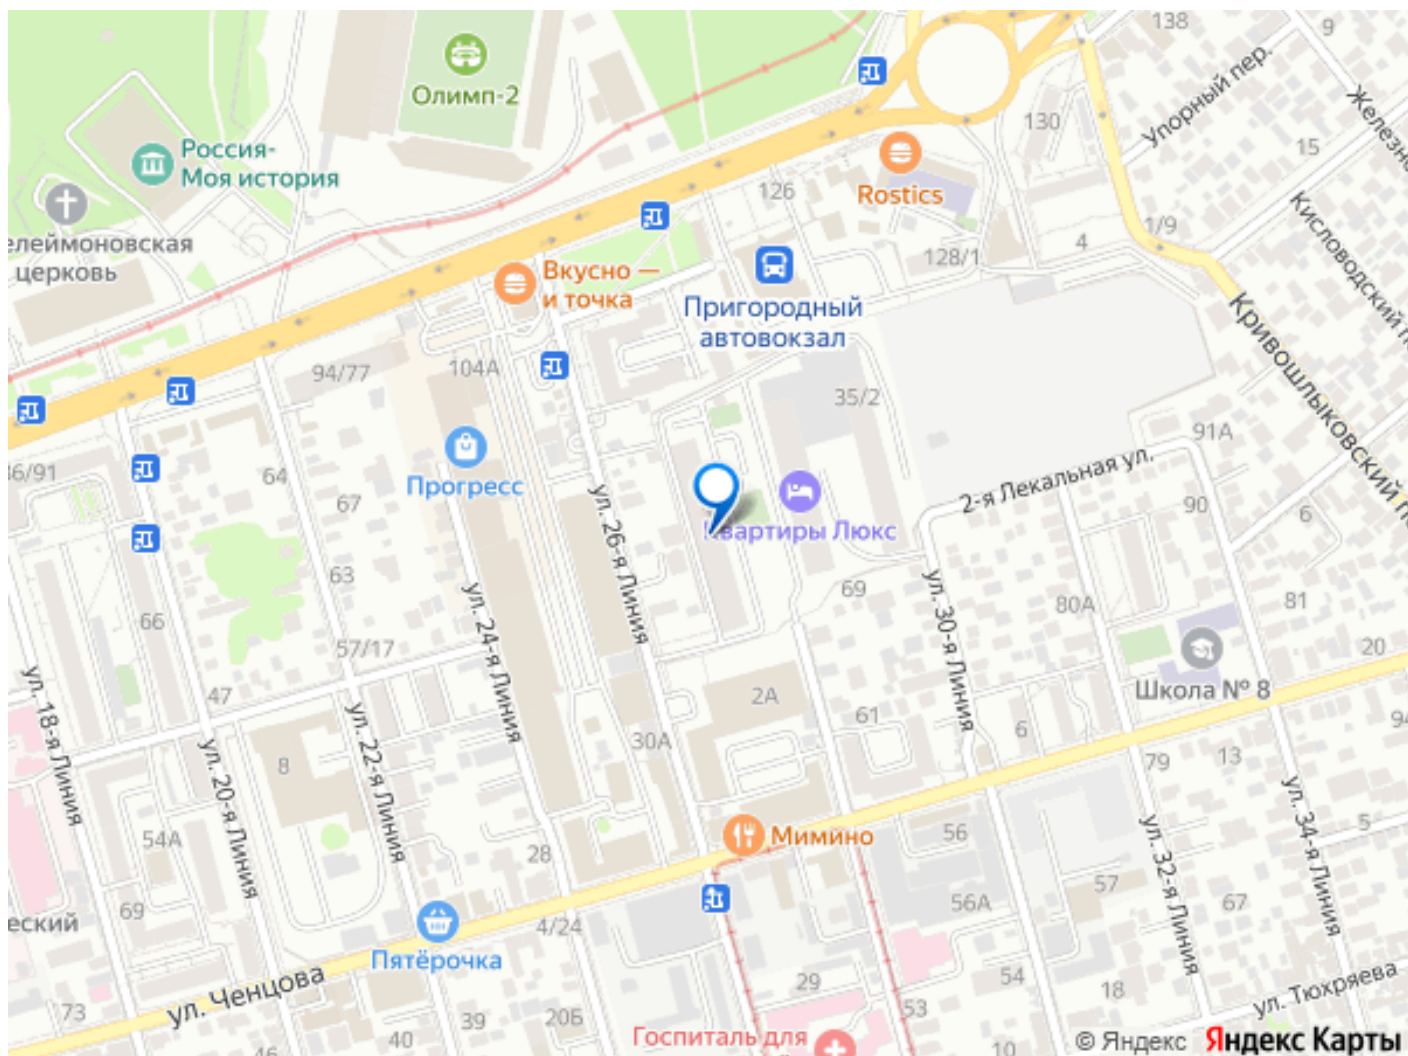 138
9
Упорный пер.
Железно
Олимп-2
130
15
Россия-
Моя история
Rostics
126
Кисловодский п
1/9
4
елеймоновская
церковь
128/1
Вкусно —
и точка
Пригородный
автовокзал
Кривошлыковский п
94/77
104А
35/2
91А
2-я Лекальная ул.
36/91
64
Прогресс
67
ул. 26-я Линия
Квартиры Люкс
90
6
63
69
ул. 30-я Линия
80А
81
66
ул. 24-я Линия
57/17
20
Школа № 8
47
2А
61
6
ул. 18-я Линия
ул. 22-я Линия
30А
ул. 20-я Линия
8
79
13
94
54А
Мимино
56
5
28
ул. 32-я Линия
ул. 34-я Линия
57
67
69
56А
еский
4/24
Пятёрочка
ул. Ченцова
54
29
18
ул. Тюхряева
73
39
20Б
53
40
46
Госпиталь для
© Яндекс Яндекс Карты